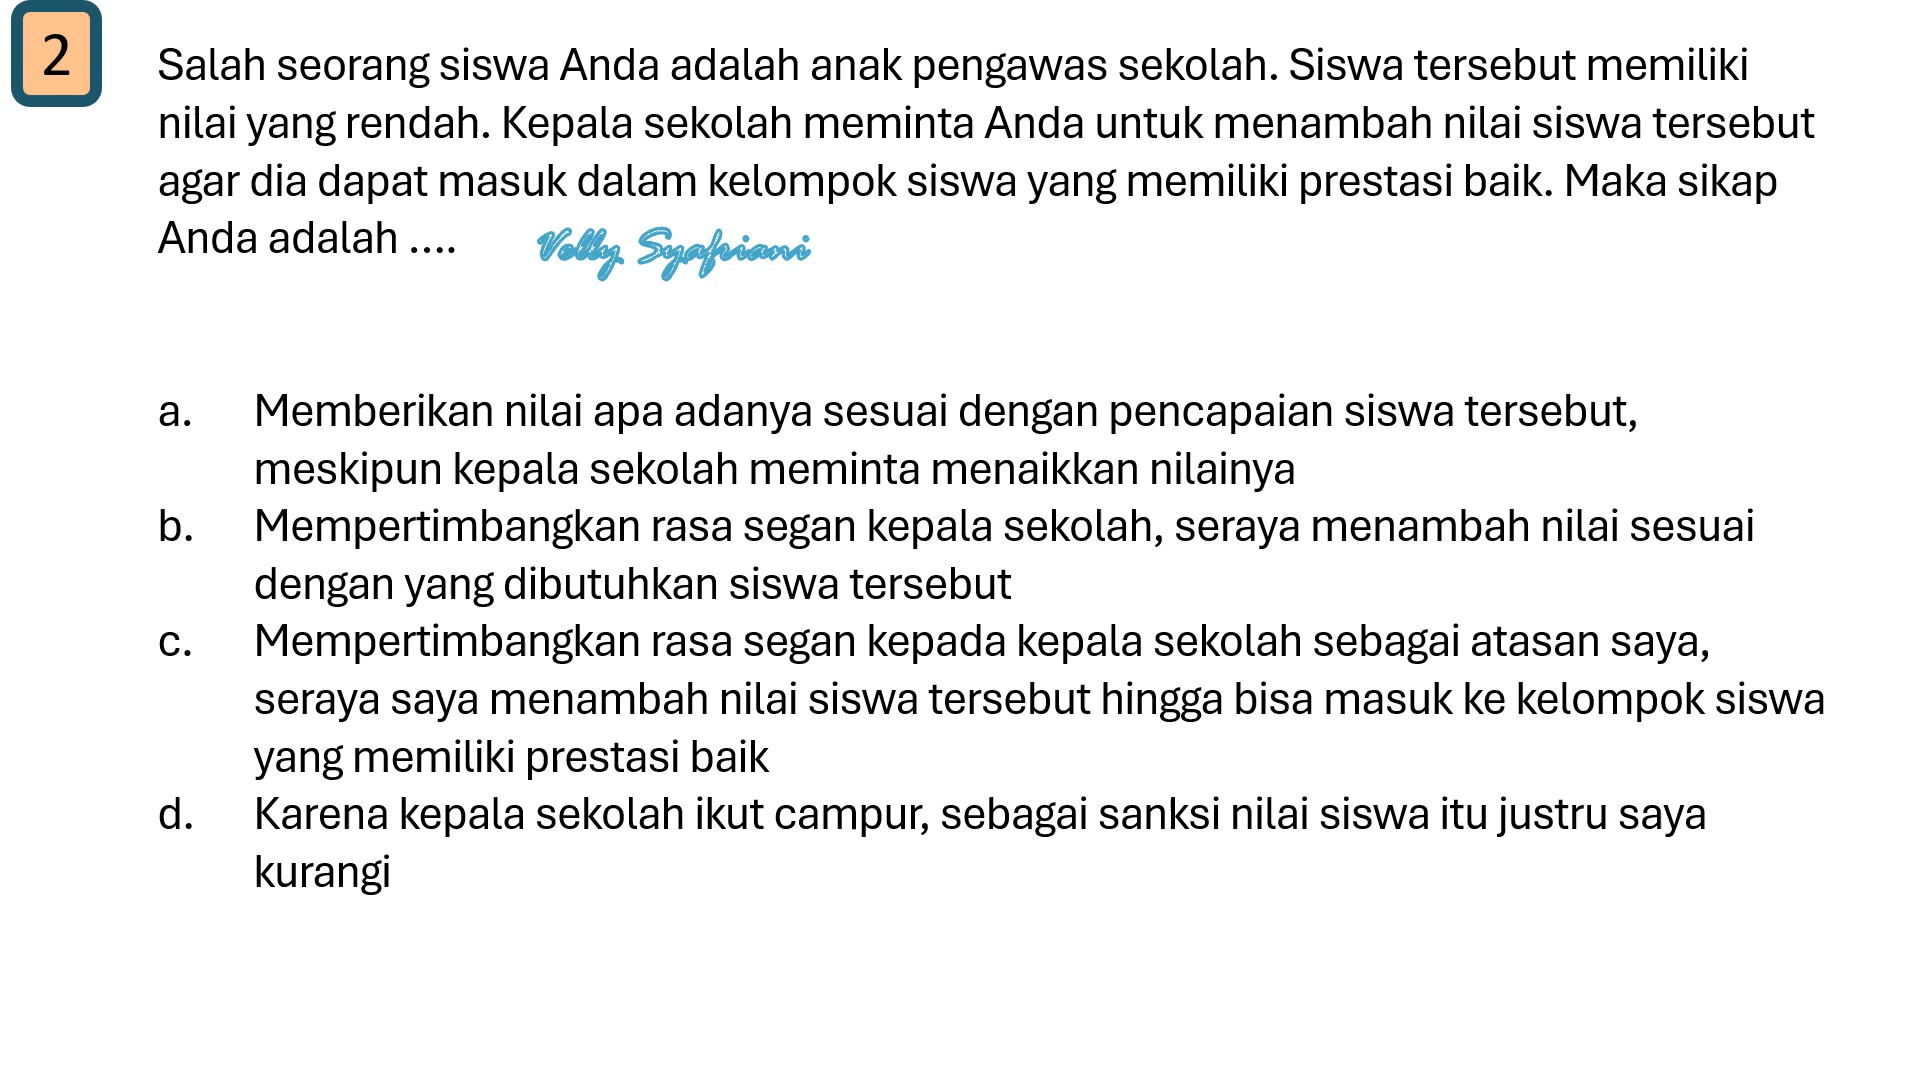 2
Salah seorang siswa Anda adalah anak pengawas sekolah. Siswa tersebut memiliki
nilai yang rendah. Kepala sekolah meminta Anda untuk menambah nilai siswa tersebut
agar dia dapat masuk dalam kelompok siswa yang memiliki prestasi baik. Maka sikap
Anda adalah ....
Volly Syafriani
a. Memberikan nilai apa adanya sesuai dengan pencapaian siswa tersebut,
meskipun kepala sekolah meminta menaikkan nilainya
b. Mempertimbangkan rasa segan kepala sekolah, seraya menambah nilai sesuai
dengan yang dibutuhkan siswa tersebut
c. Mempertimbangkan rasa segan kepada kepala sekolah sebagai atasan saya,
seraya saya menambah nilai siswa tersebut hingga bisa masuk ke kelompok siswa
yang memiliki prestasi baik
d. Karena kepala sekolah ikut campur, sebagai sanksi nilai siswa itu justru saya
kurangi